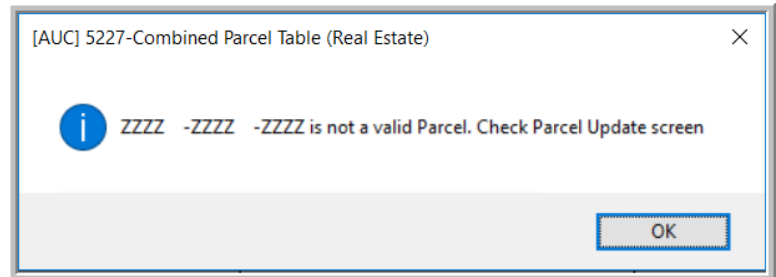 [AUC] 5227-Combined Parcel Table (Real Estate)
ZZZZ -ZZZZ -ZZZZ is not a valid Parcel. Check Parcel Update screen
OK